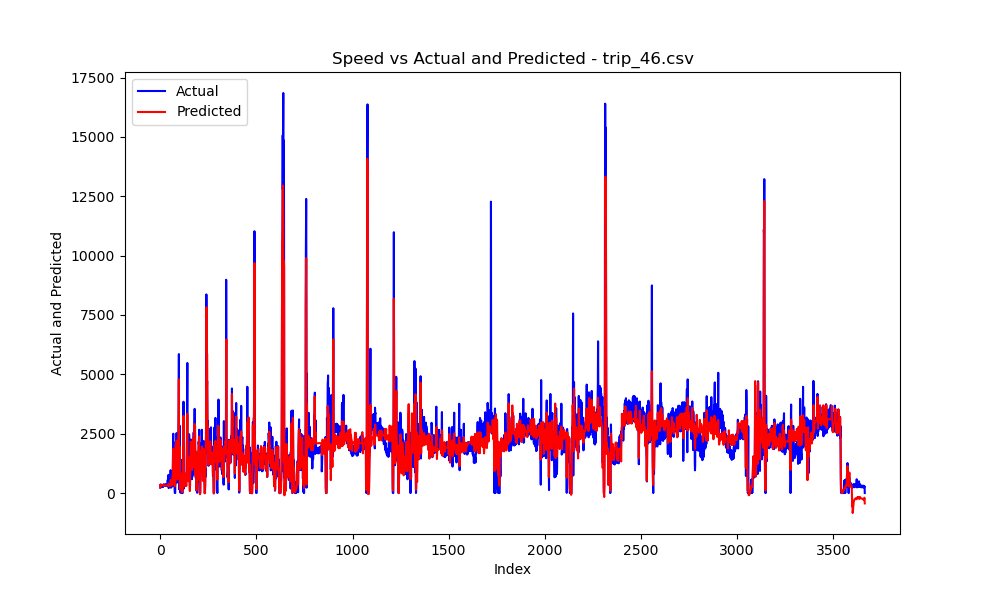 Speed vs Actual and Predicted - trip_46.csv
Actual
Predicted
17500
15000
12500
10000
7500
5000
2500
0
Actual and Predicted
0 500 1000 1500 2000 2500 3000 3500
Index